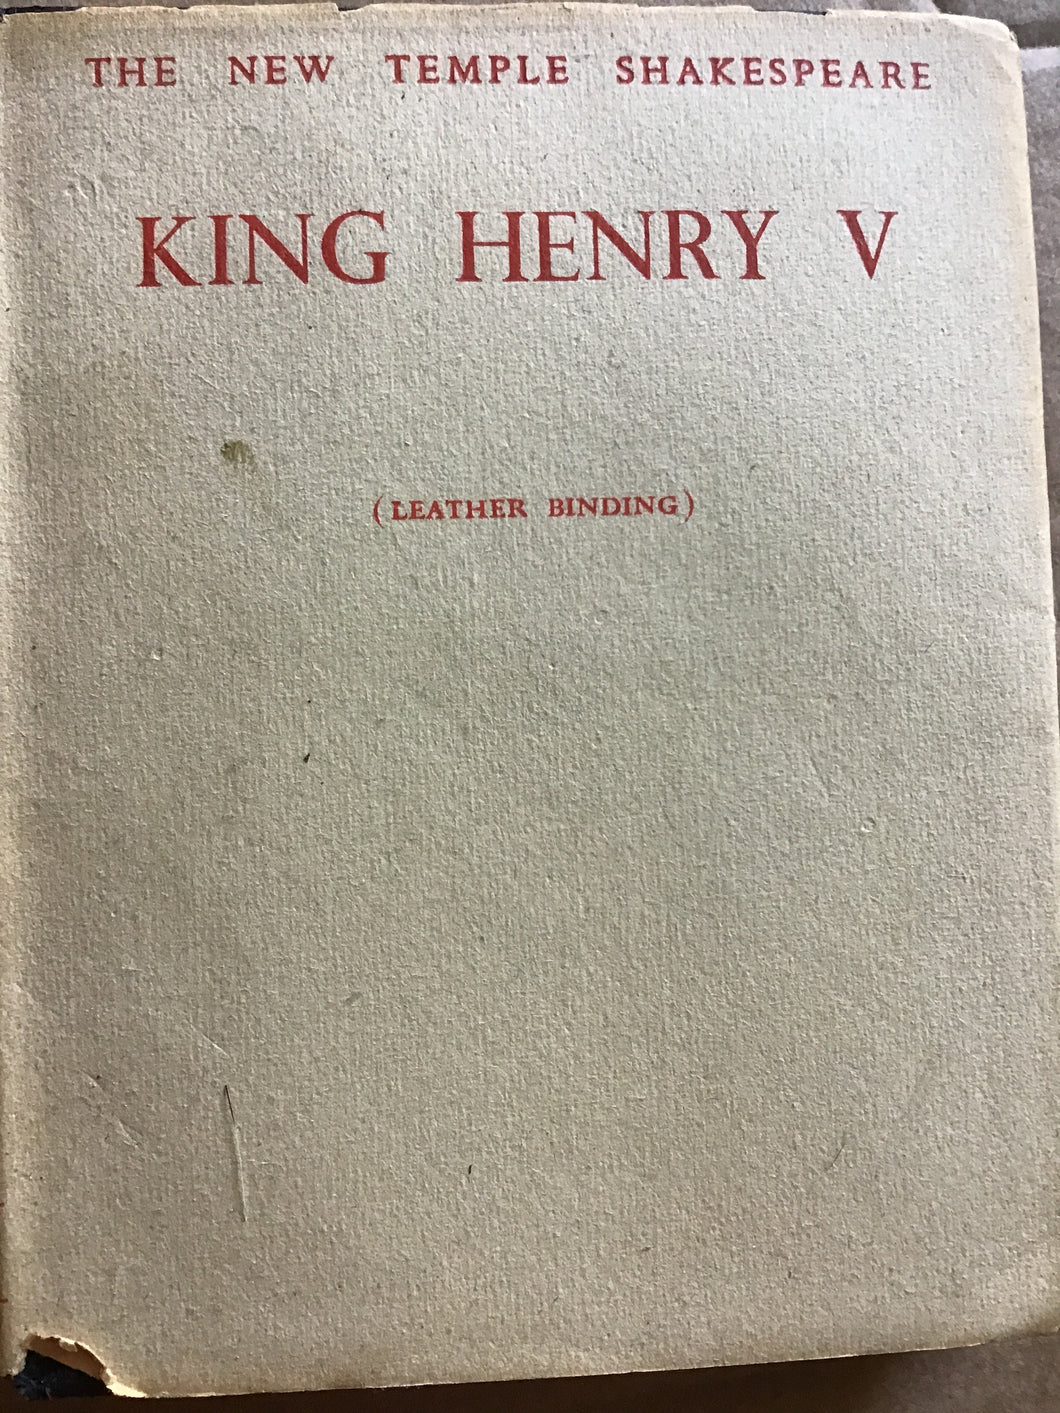 THE NEW TEMPLE SHAKESPEARE
KING HENRY V
(LEATHER BINDING)